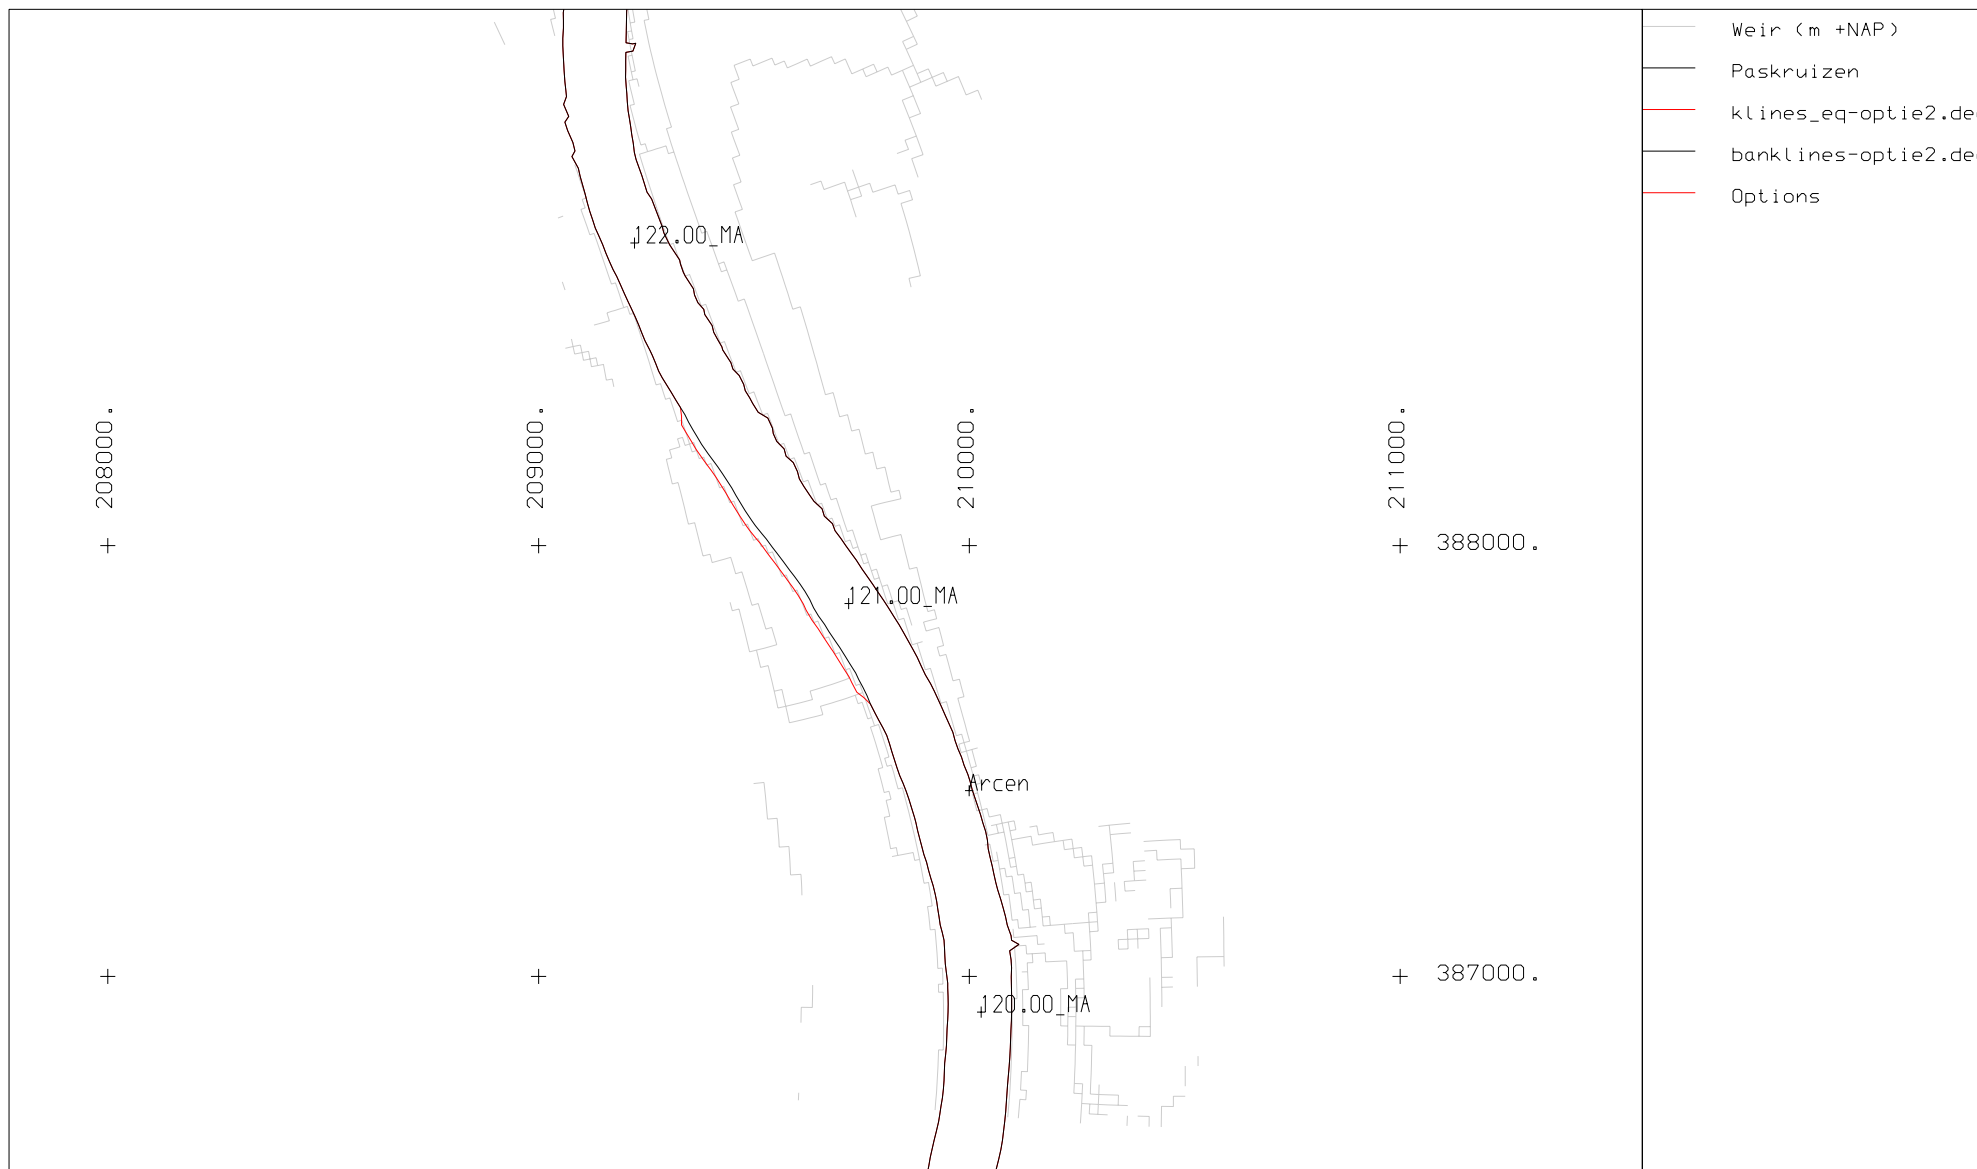 Weir (m +NAP)
Paskruizen
klines_eq-optie2.de
banklines-optie2.de
Options
122.00_MA
208000.
209000.
210000.
211000.
388000.
121.00_MA
Arcen
387000.
120.00_MA